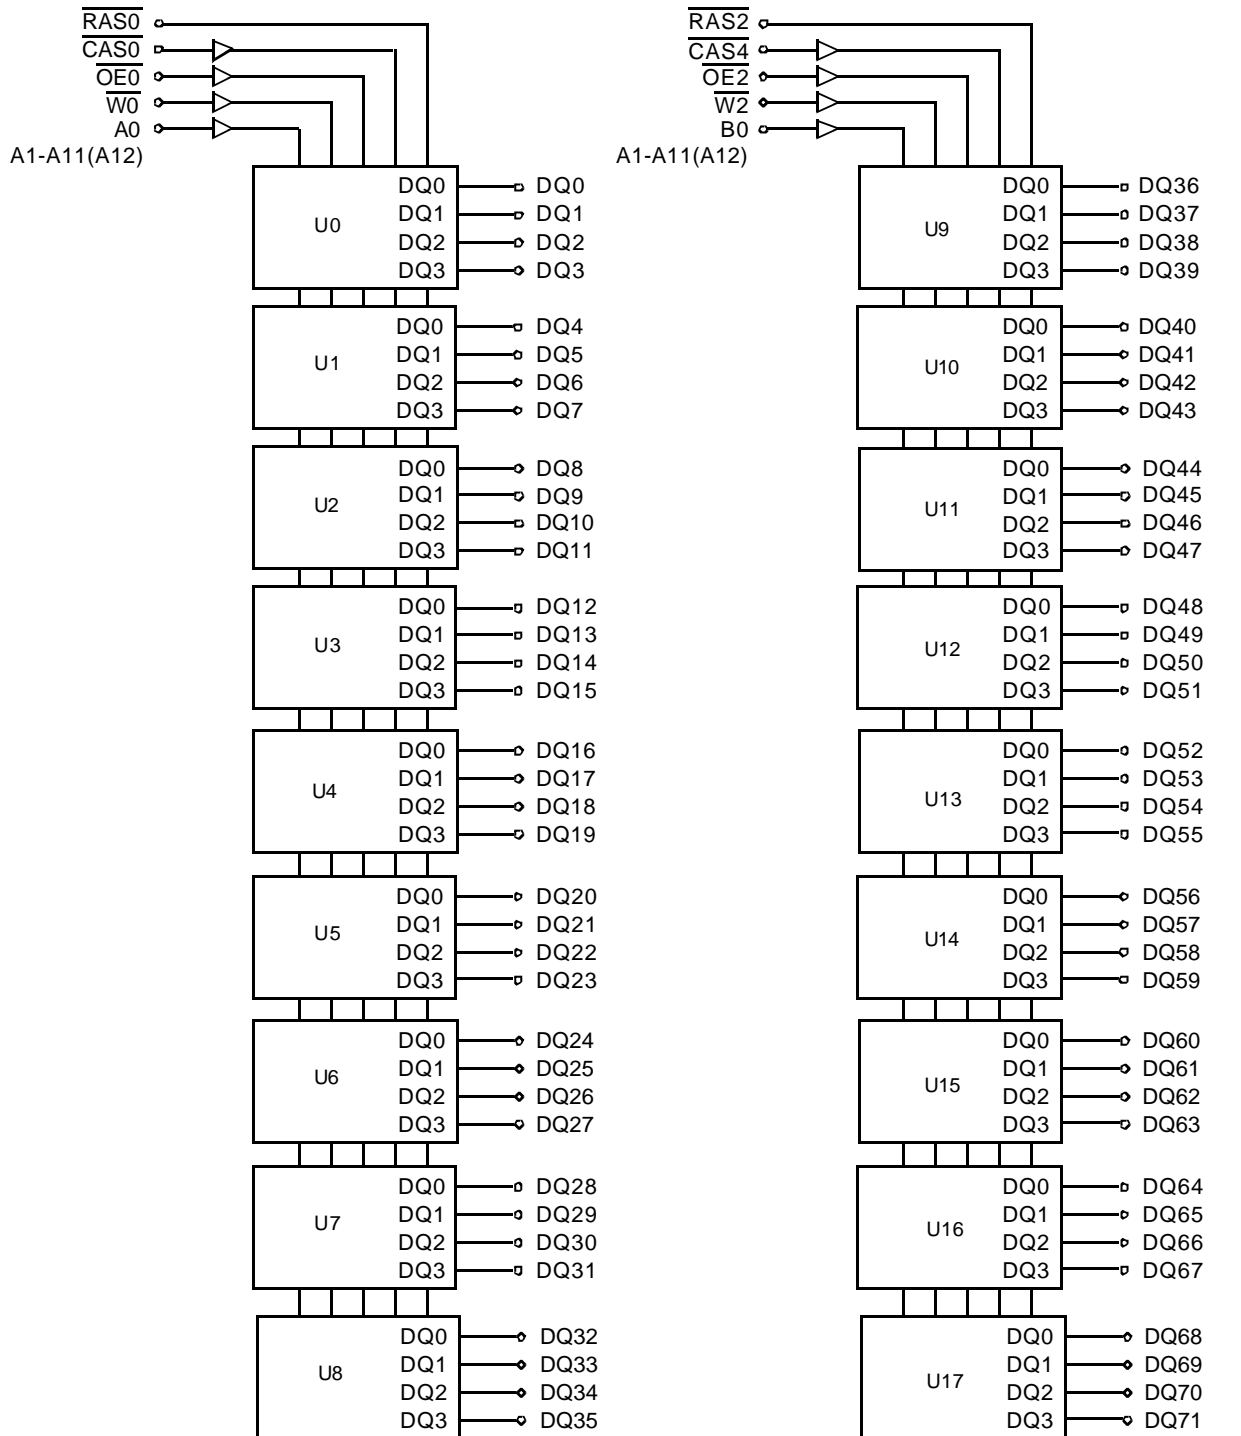 RAS0
CAS0
OE0
W0
A0
A1-A11(A12)
U0
DQ0 DQ0
DQ1 DQ1
DQ2 DQ2
DQ3 DQ3
U1
DQ0 DQ4
DQ1 DQ5
DQ2 DQ6
DQ3 DQ7
U2
DQ0 DQ8
DQ1 DQ9
DQ2 DQ10
DQ3 DQ11
U3
DQ0 DQ12
DQ1 DQ13
DQ2 DQ14
DQ3 DQ15
U4
DQ0 DQ16
DQ1 DQ17
DQ2 DQ18
DQ3 DQ19
U5
DQ0 DQ20
DQ1 DQ21
DQ2 DQ22
DQ3 DQ23
U6
DQ0 DQ24
DQ1 DQ25
DQ2 DQ26
DQ3 DQ27
U7
DQ0 DQ28
DQ1 DQ29
DQ2 DQ30
DQ3 DQ31
U8
DQ0 DQ32
DQ1 DQ33
DQ2 DQ34
DQ3 DQ35
RAS2
CAS4
OE2
W2
B0
A1-A11(A12)
U9
DQ0 DQ36
DQ1 DQ37
DQ2 DQ38
DQ3 DQ39
U10
DQ0 DQ40
DQ1 DQ41
DQ2 DQ42
DQ3 DQ43
U11
DQ0 DQ44
DQ1 DQ45
DQ2 DQ46
DQ3 DQ47
U12
DQ0 DQ48
DQ1 DQ49
DQ2 DQ50
DQ3 DQ51
U13
DQ0 DQ52
DQ1 DQ53
DQ2 DQ54
DQ3 DQ55
U14
DQ0 DQ56
DQ1 DQ57
DQ2 DQ58
DQ3 DQ59
U15
DQ0 DQ60
DQ1 DQ61
DQ2 DQ62
DQ3 DQ63
U16
DQ0 DQ64
DQ1 DQ65
DQ2 DQ66
DQ3 DQ67
U17
DQ0 DQ68
DQ1 DQ69
DQ2 DQ70
DQ3 DQ71